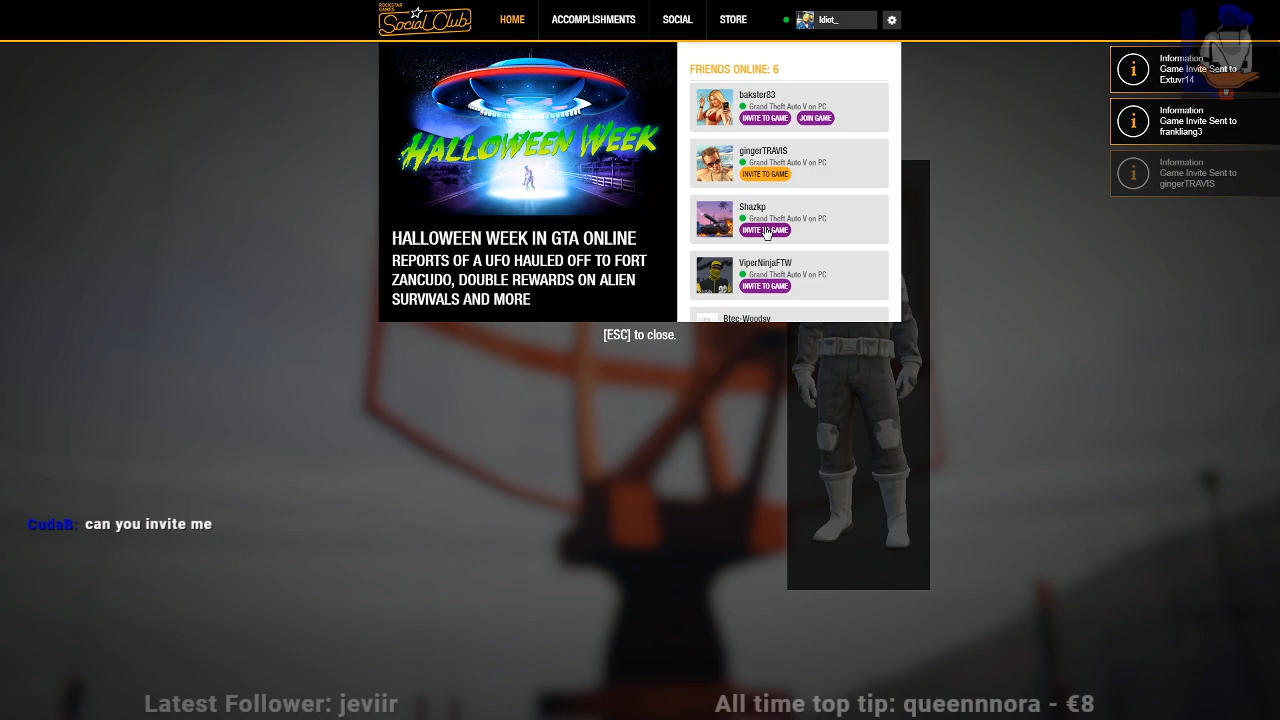 ROCKSTAR
GAMES
Social Club
HOME
ACCOMPLISHMENTS
SOCIAL
STORE
Idiot_
HALLOWEEN WEEK
HALLOWEEN WEEK IN GTA ONLINE
REPORTS OF A UFO HAULED OFF TO FORT
ZANCUDO, DOUBLE REWARDS ON ALIEN
SURVIVALS AND MORE
FRIENDS ONLINE: 6
bakster83
Grand Theft Auto V on PC
INVITE TO GAME JOIN GAME
gingerTRAVIS
Grand Theft Auto V on PC
INVITE TO GAME
Shazkp
Grand Theft Auto V on PC
INVITE TO GAME
ViperNinjaFTW
Grand Theft Auto V on PC
INVITE TO GAME
Btec-Woodsy
[ESC] to close.
Information
Game Invite Sent to
Extuvr14
Information
Game Invite Sent to
frankliang3
Information
Game Invite Sent to
gingerTRAVIS
CudaB: can you invite me
Latest Follower: jeviir
All time top tip: queennnora - €8